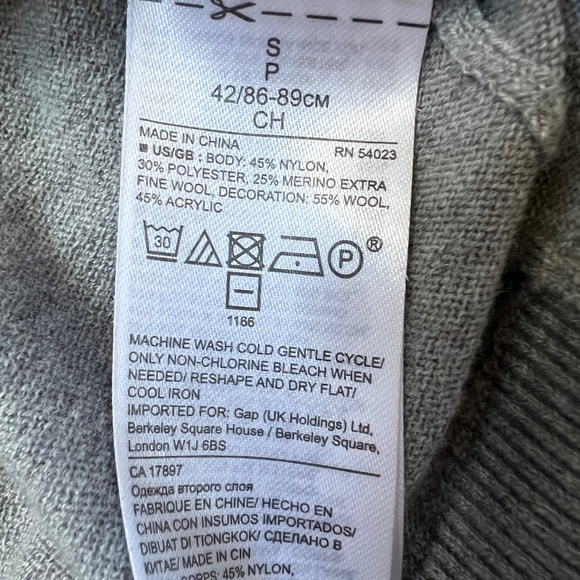 S
P
42/86-89см
CH
MADE IN CHINA RN 54023
■ US/GB : BODY: 45% NYLON,
30% POLYESTER, 25% MERINO EXTRA
FINE WOOL, DECORATION: 55% WOOL,
45% ACRYLIC
30 P ®
1186
MACHINE WASH COLD GENTLE CYCLE/
ONLY NON-CHLORINE BLEACH WHEN
NEEDED/ RESHAPE AND DRY FLAT/
COOL IRON
IMPORTED FOR: Gap (UK Holdings) Ltd,
Berkeley Square House / Berkeley Square,
London W1J 6BS
CA 17897
Одежда второго слоя
FABRIQUE EN CHINE/ HECHO EN
CHINA CON INSUMOS IMPORTADOS/
DIBUAT DI TIONGKOK/ СДЕЛАНО В
КИТАЕ/ MADE IN CIN
CORPS: 45% NYLON,